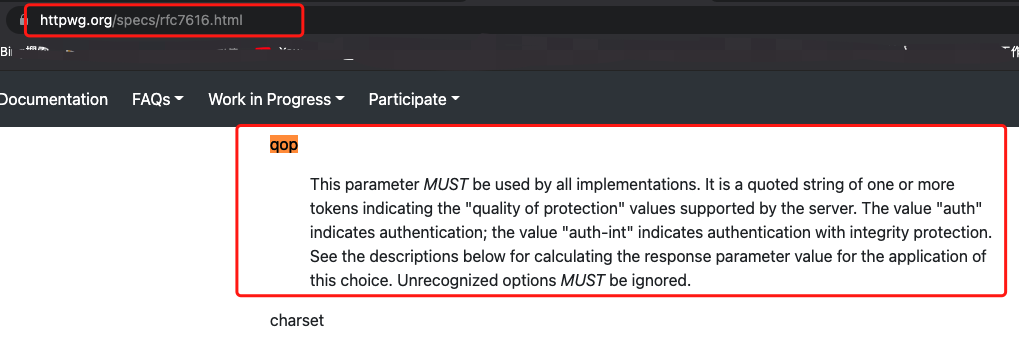 httpwg.org/specs/rfc7616.html
Documentation FAQs Work in Progress Participate
qop
This parameter MUST be used by all implementations. It is a quoted string of one or more
tokens indicating the "quality of protection" values supported by the server. The value "auth"
indicates authentication; the value "auth-int" indicates authentication with integrity protection.
See the descriptions below for calculating the response parameter value for the application of
this choice. Unrecognized options MUST be ignored.
charset